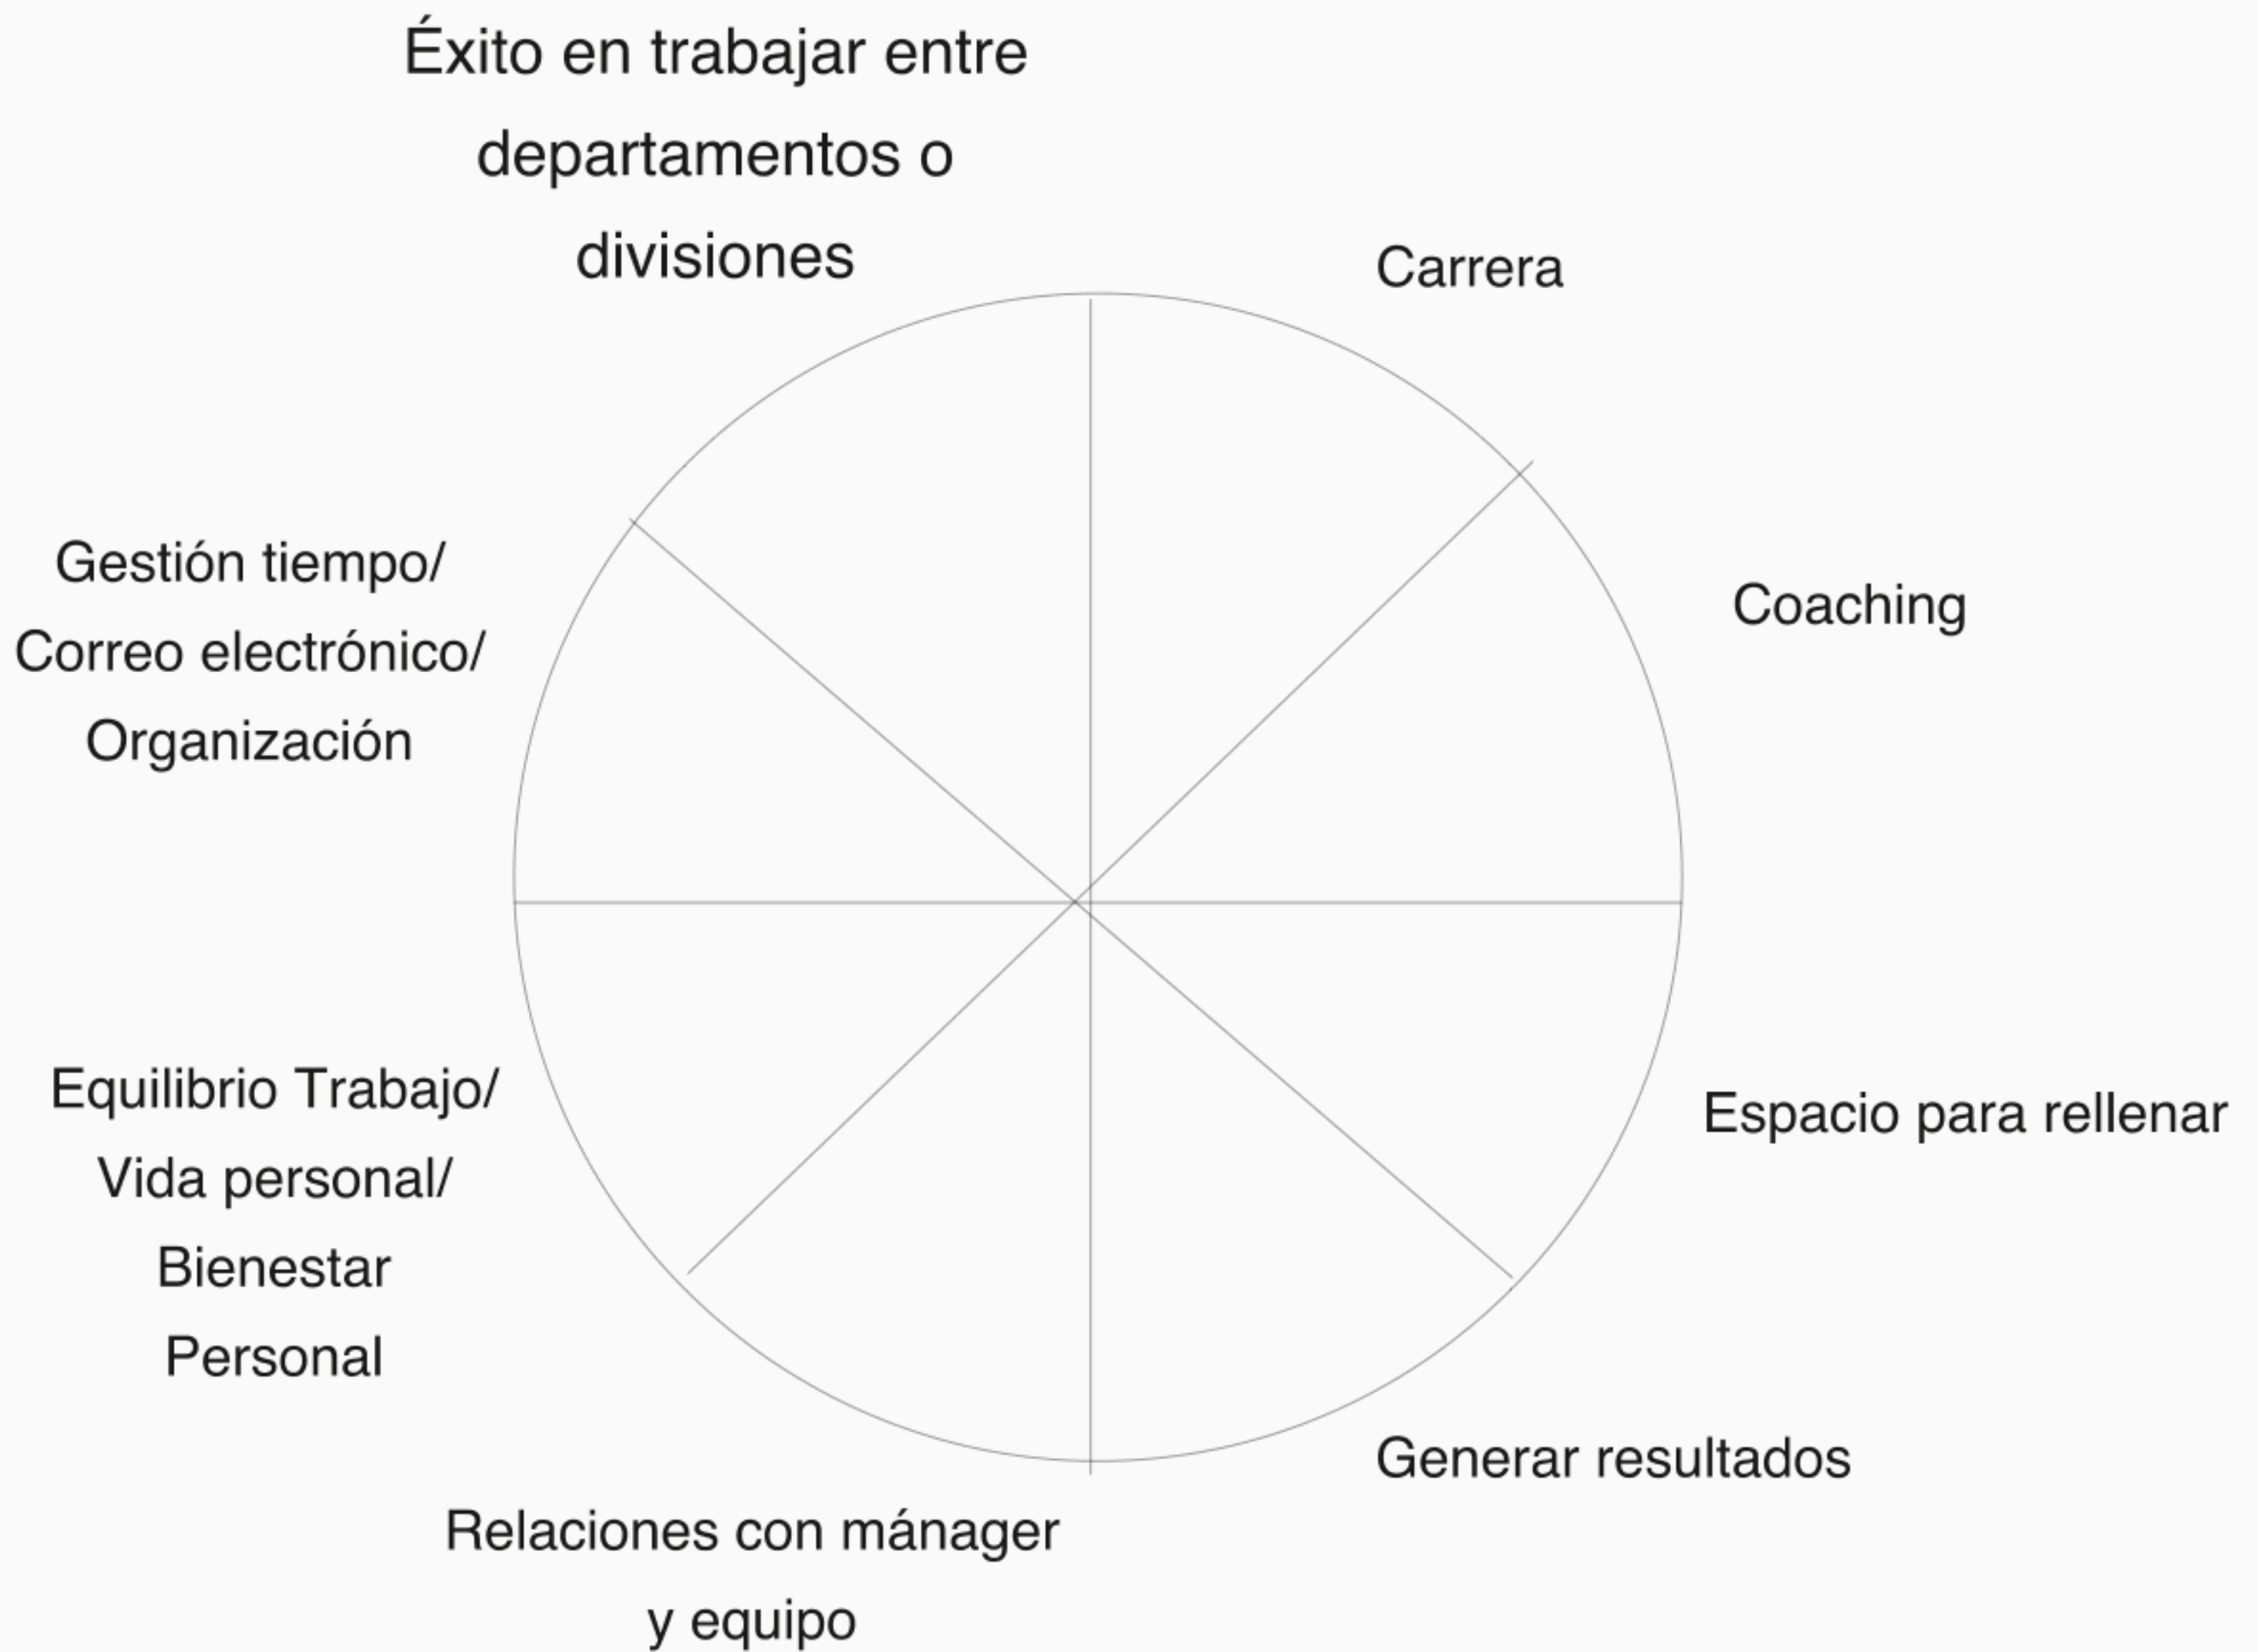 Éxito en trabajar entre
departamentos o
divisiones
Carrera
Coaching
Espacio para rellenar
Generar resultados
Relaciones con mánager
y equipo
Equilibrio Trabajo/
Vida personal/
Bienestar
Personal
Gestión tiempo/
Correo electrónico/
Organización